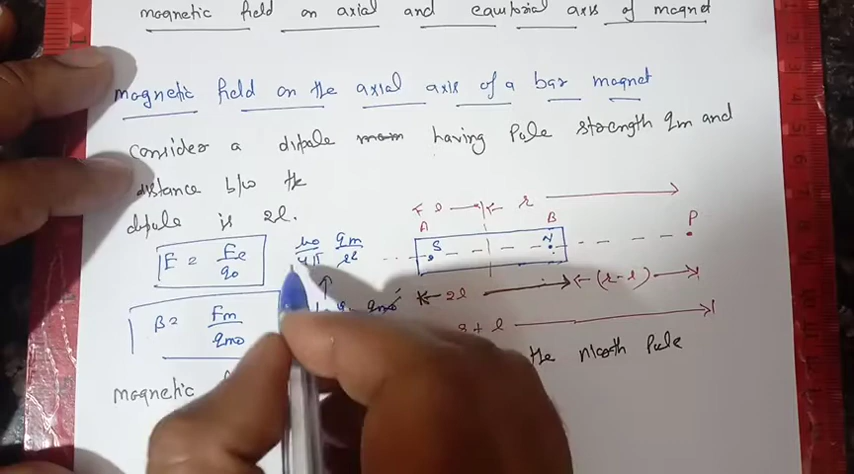 magnetic field on axial and equtorial axis of magnet
magnetic field on the axial axis of a bar magnet
Consider a dipole having Pole strength qm and
distance b/w the
dipole is 2l.
E = Fe / q0
μ0 / 4π qm / r²
B = Fm / qmo
l r
A B P
S N
2l (r-l)
+ l
the North Pole
magnetic